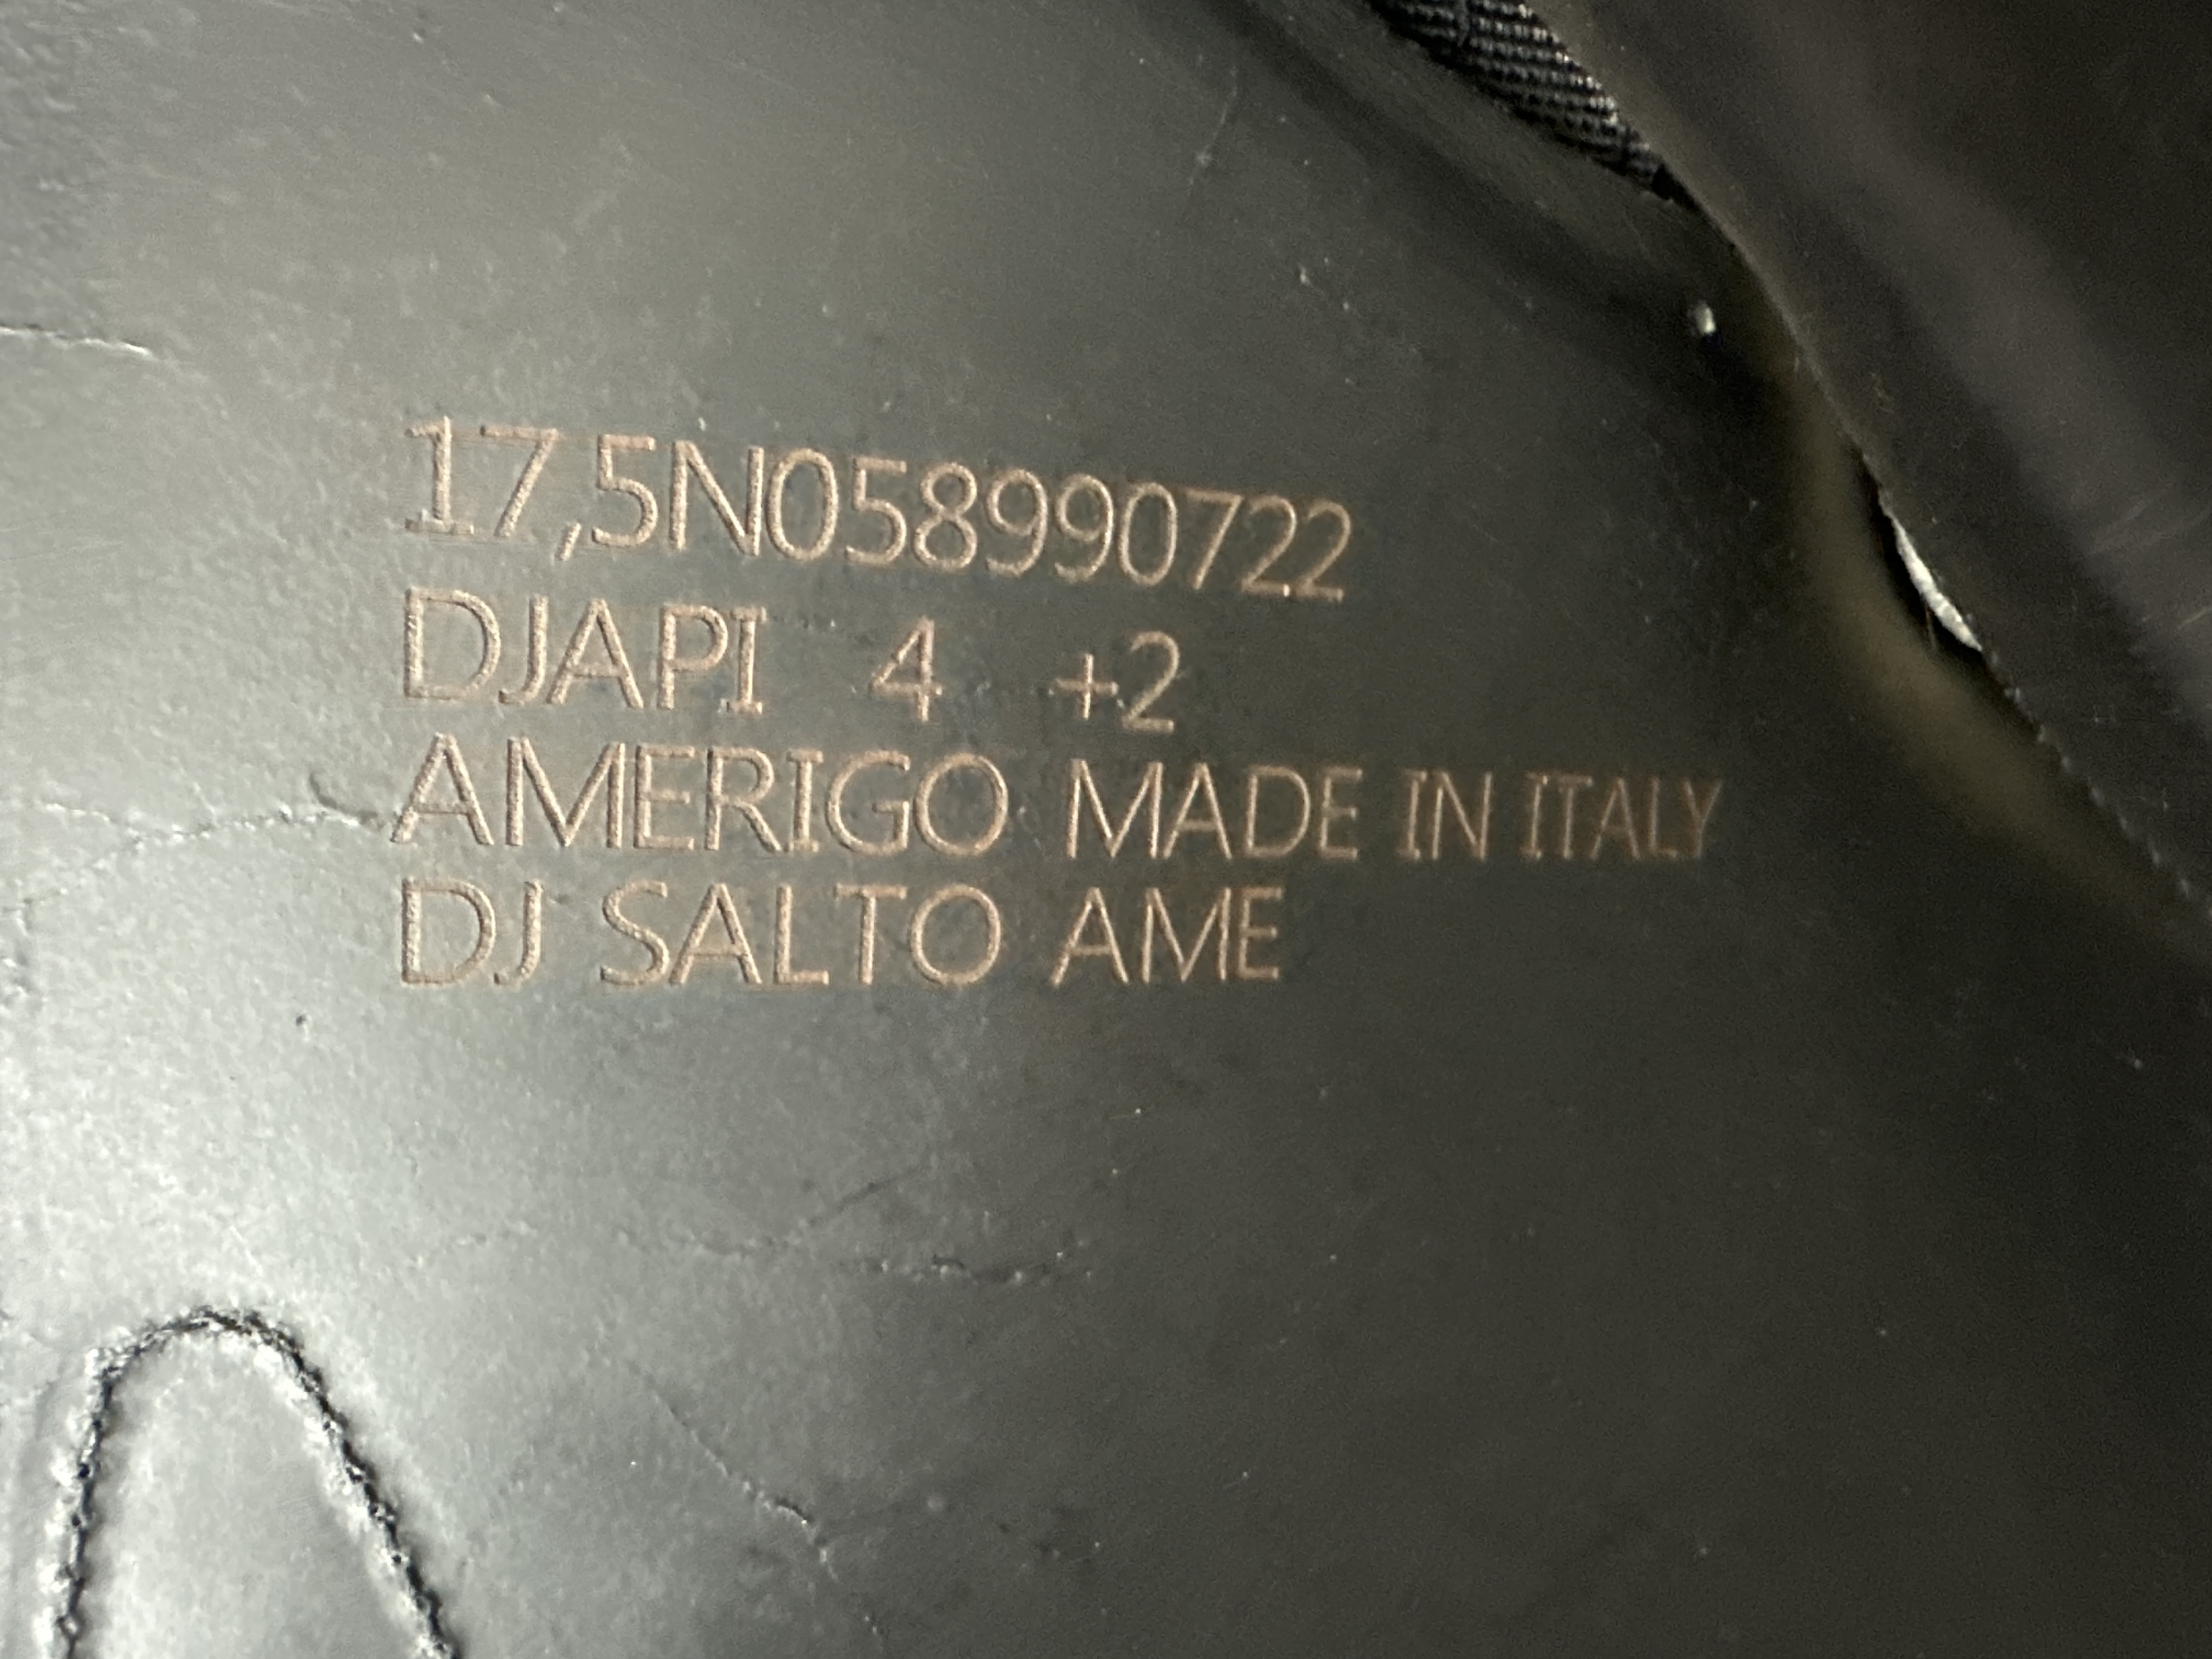 17,5N058990722
DJAPI 4 +2
AMERIGO MADE IN ITALY
DJ SALTO AME